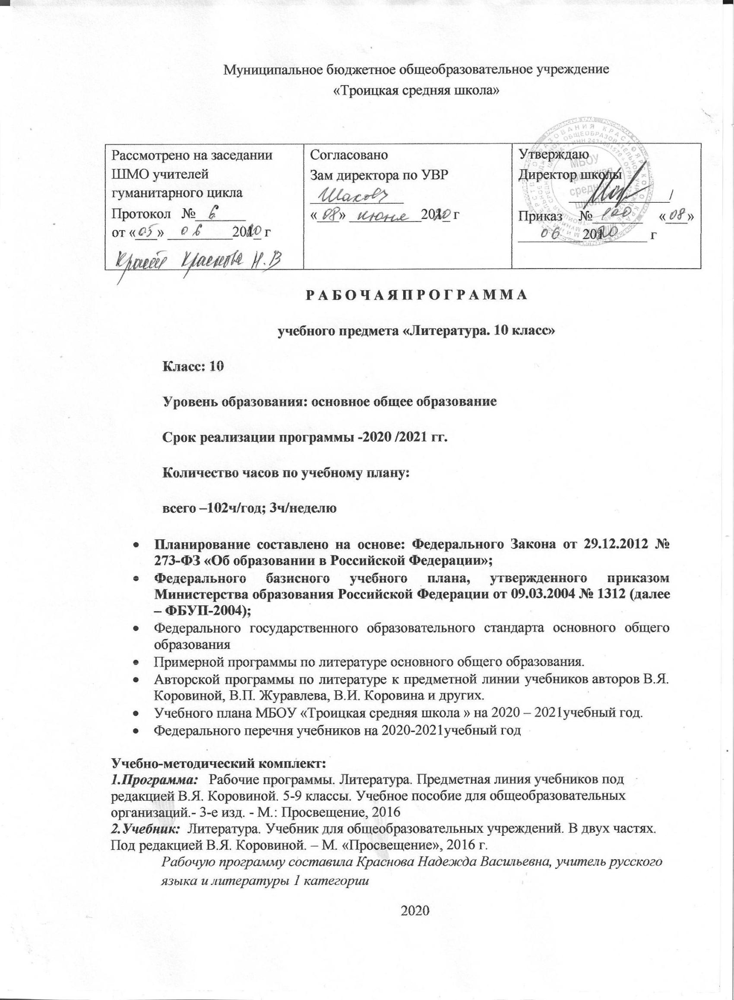 Муниципальное бюджетное общеобразовательное учреждение
«Троицкая средняя школа»
Рассмотрено на заседании
ШМО учителей
гуманитарного цикла
Протокол №  6
от «05» 06 2020 г
Краснова Н.В
Согласовано
Зам директора по УВР
«08» июня 2020 г
Утверждаю
Директор школы
/
Приказ № 100 «08»
06 2020 г
МБОУ
Троицкая
средняя
школа
Р А Б О Ч А Я П Р О Г Р А М М А
учебного предмета «Литература. 10 класс»
Класс: 10
Уровень образования: основное общее образование
Срок реализации программы -2020 /2021 гг.
Количество часов по учебному плану:
всего –102ч/год; 3ч/неделю
• Планирование составлено на основе: Федерального Закона от 29.12.2012 №
273-ФЗ «Об образовании в Российской Федерации»;
• Федерального базисного учебного плана, утвержденного приказом
Министерства образования Российской Федерации от 09.03.2004 № 1312 (далее
– ФБУП-2004);
• Федерального государственного образовательного стандарта основного общего
образования
• Примерной программы по литературе основного общего образования.
• Авторской программы по литературе к предметной линии учебников авторов В.Я.
Коровиной, В.П. Журавлева, В.И. Коровина и других.
• Учебного плана МБОУ «Троицкая средняя школа » на 2020 – 2021учебный год.
• Федерального перечня учебников на 2020-2021учебный год
Учебно-методический комплект:
1.Программа: Рабочие программы. Литература. Предметная линия учебников под
редакцией В.Я. Коровиной. 5-9 классы. Учебное пособие для общеобразовательных
организаций.- 3-е изд. - М.: Просвещение, 2016
2.Учебник: Литература. Учебник для общеобразовательных учреждений. В двух частях.
Под редакцией В.Я. Коровиной. – М. «Просвещение», 2016 г.
Рабочую программу составила Краснова Надежда Васильевна, учитель русского
языка и литературы 1 категории
2020